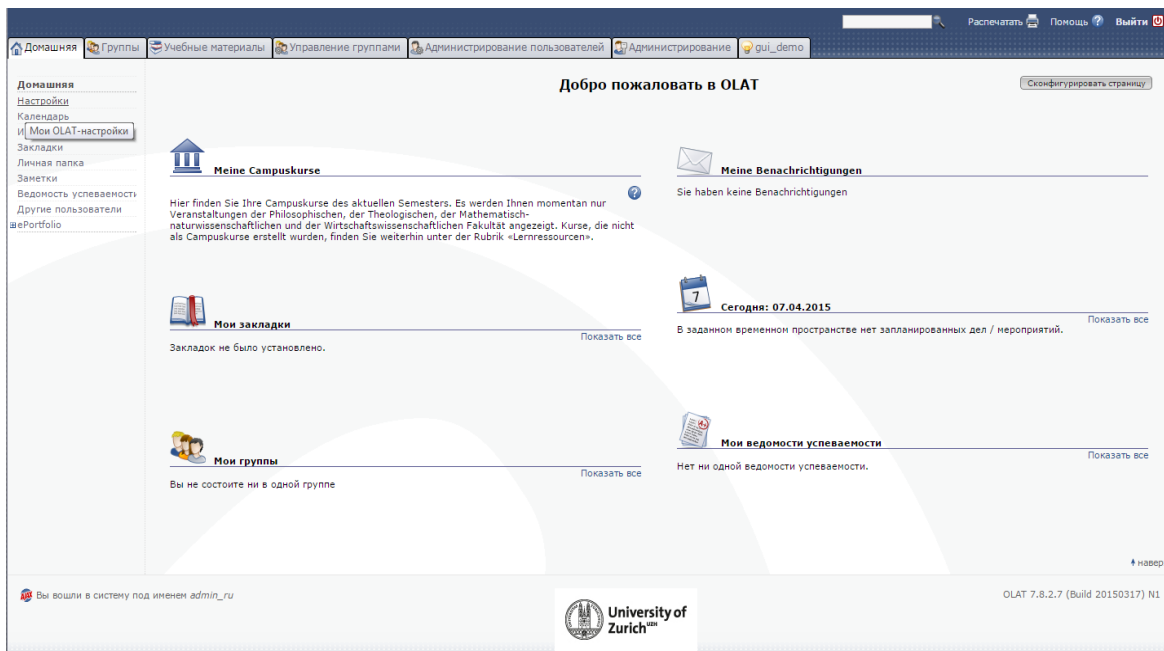 Распечатать Помощь Выйти
Домашняя Группы Учебные материалы Управление группами Администрирование пользователей Администрирование gui_demo
Домашняя
Настройки
Календарь
И
Мои OLAT-настройки
Закладки
Личная папка
Заметки
Ведомость успеваемости
Другие пользователи
ePortfolio
Добро пожаловать в OLAT
Сконфигурировать страницу
Meine Campuskurse
Hier finden Sie Ihre Campuskurse des aktuellen Semesters. Es werden Ihnen momentan nur
Veranstaltungen der Philosophischen, der Theologischen, der Mathematisch-
naturwissenschaftlichen und der Wirtschaftswissenschaftlichen Fakultät angezeigt. Kurse, die nicht
als Campuskurse erstellt wurden, finden Sie weiterhin unter der Rubrik «Lernressourcen».
Meine Benachrichtigungen
Sie haben keine Benachrichtigungen
Мои закладки
Показать все
Закладок не было установлено.
7
Сегодня: 07.04.2015
Показать все
В заданном временном пространстве нет запланированных дел / мероприятий.
Мои группы
Показать все
Вы не состоите ни в одной группе
Мои ведомости успеваемости
Показать все
Нет ни одной ведомости успеваемости.
навер
Вы вошли в систему под именем admin_ru
OLAT 7.8.2.7 (Build 20150317) N1
University of
Zurich UZH